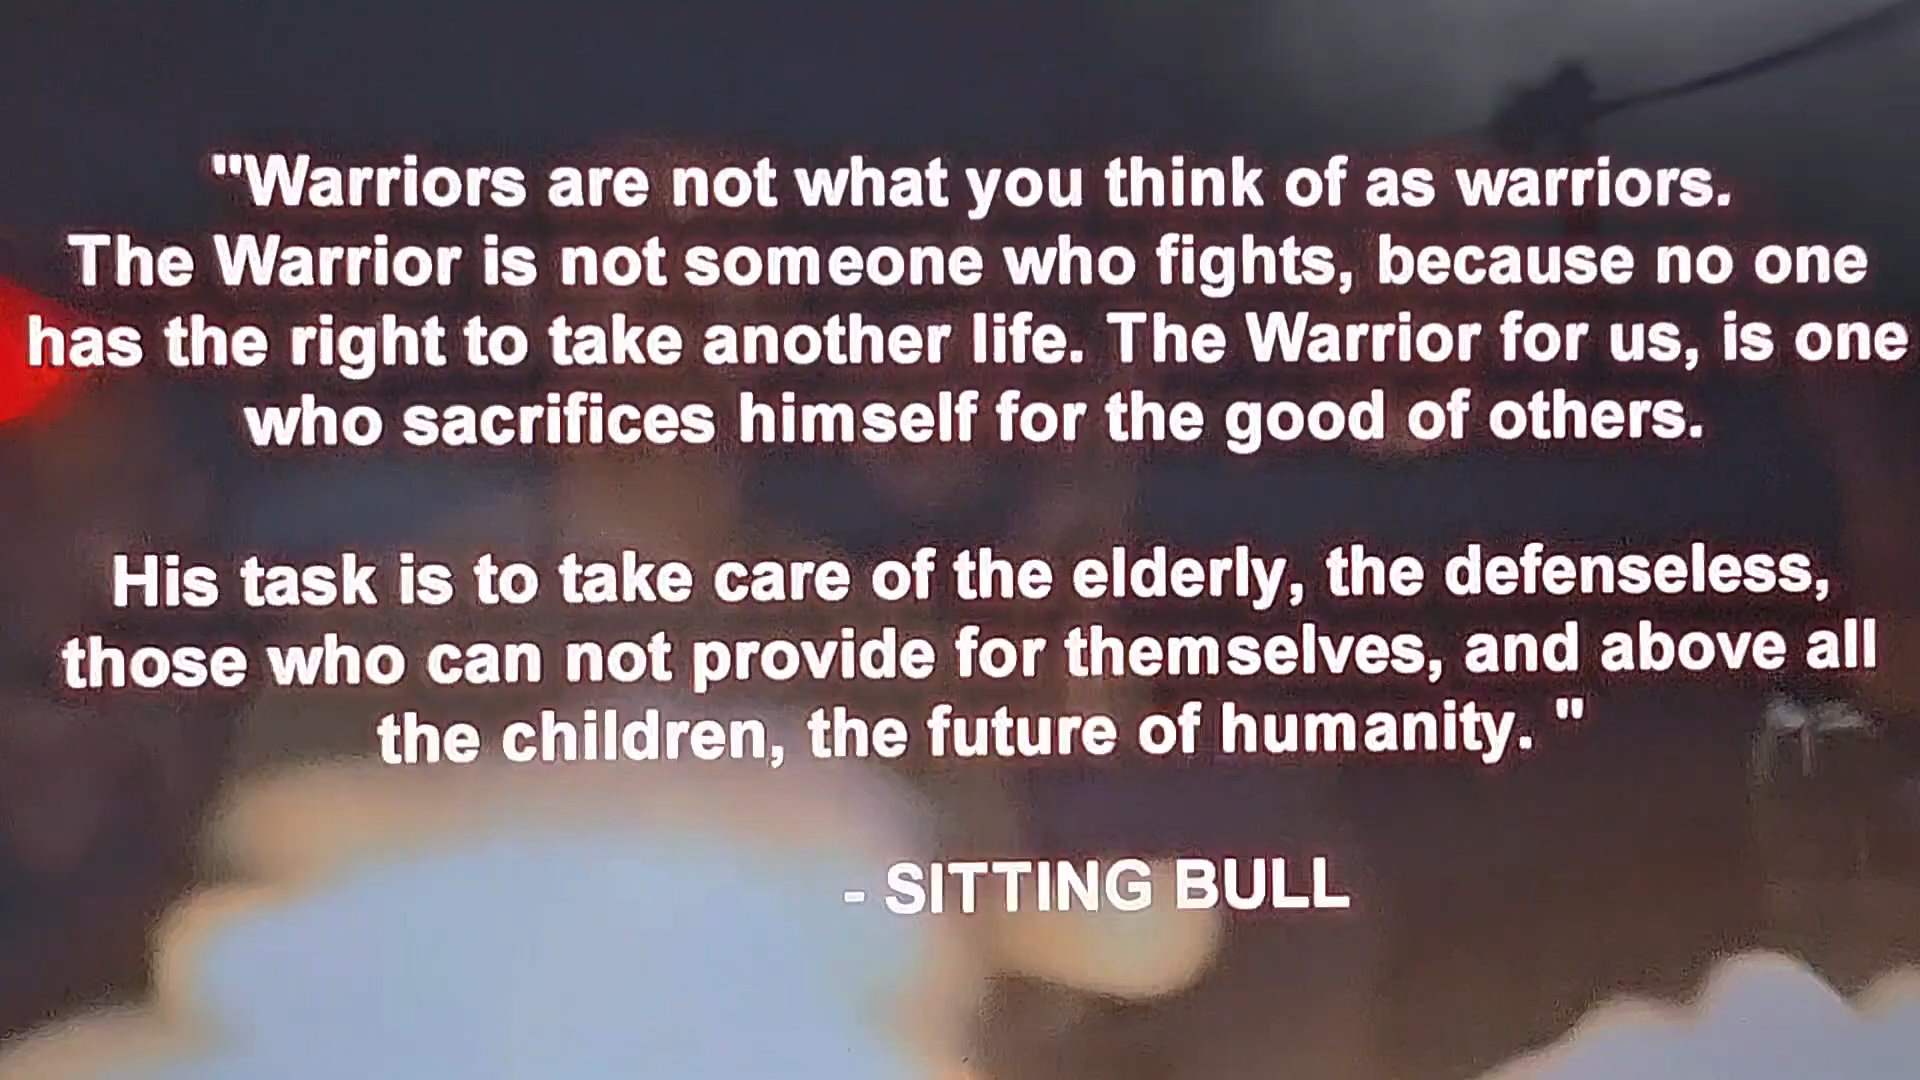 "Warriors are not what you think of as warriors.
The Warrior is not someone who fights, because no one
has the right to take another life. The Warrior for us, is one
who sacrifices himself for the good of others.
His task is to take care of the elderly, the defenseless,
those who can not provide for themselves, and above all
the children, the future of humanity. "
- SITTING BULL